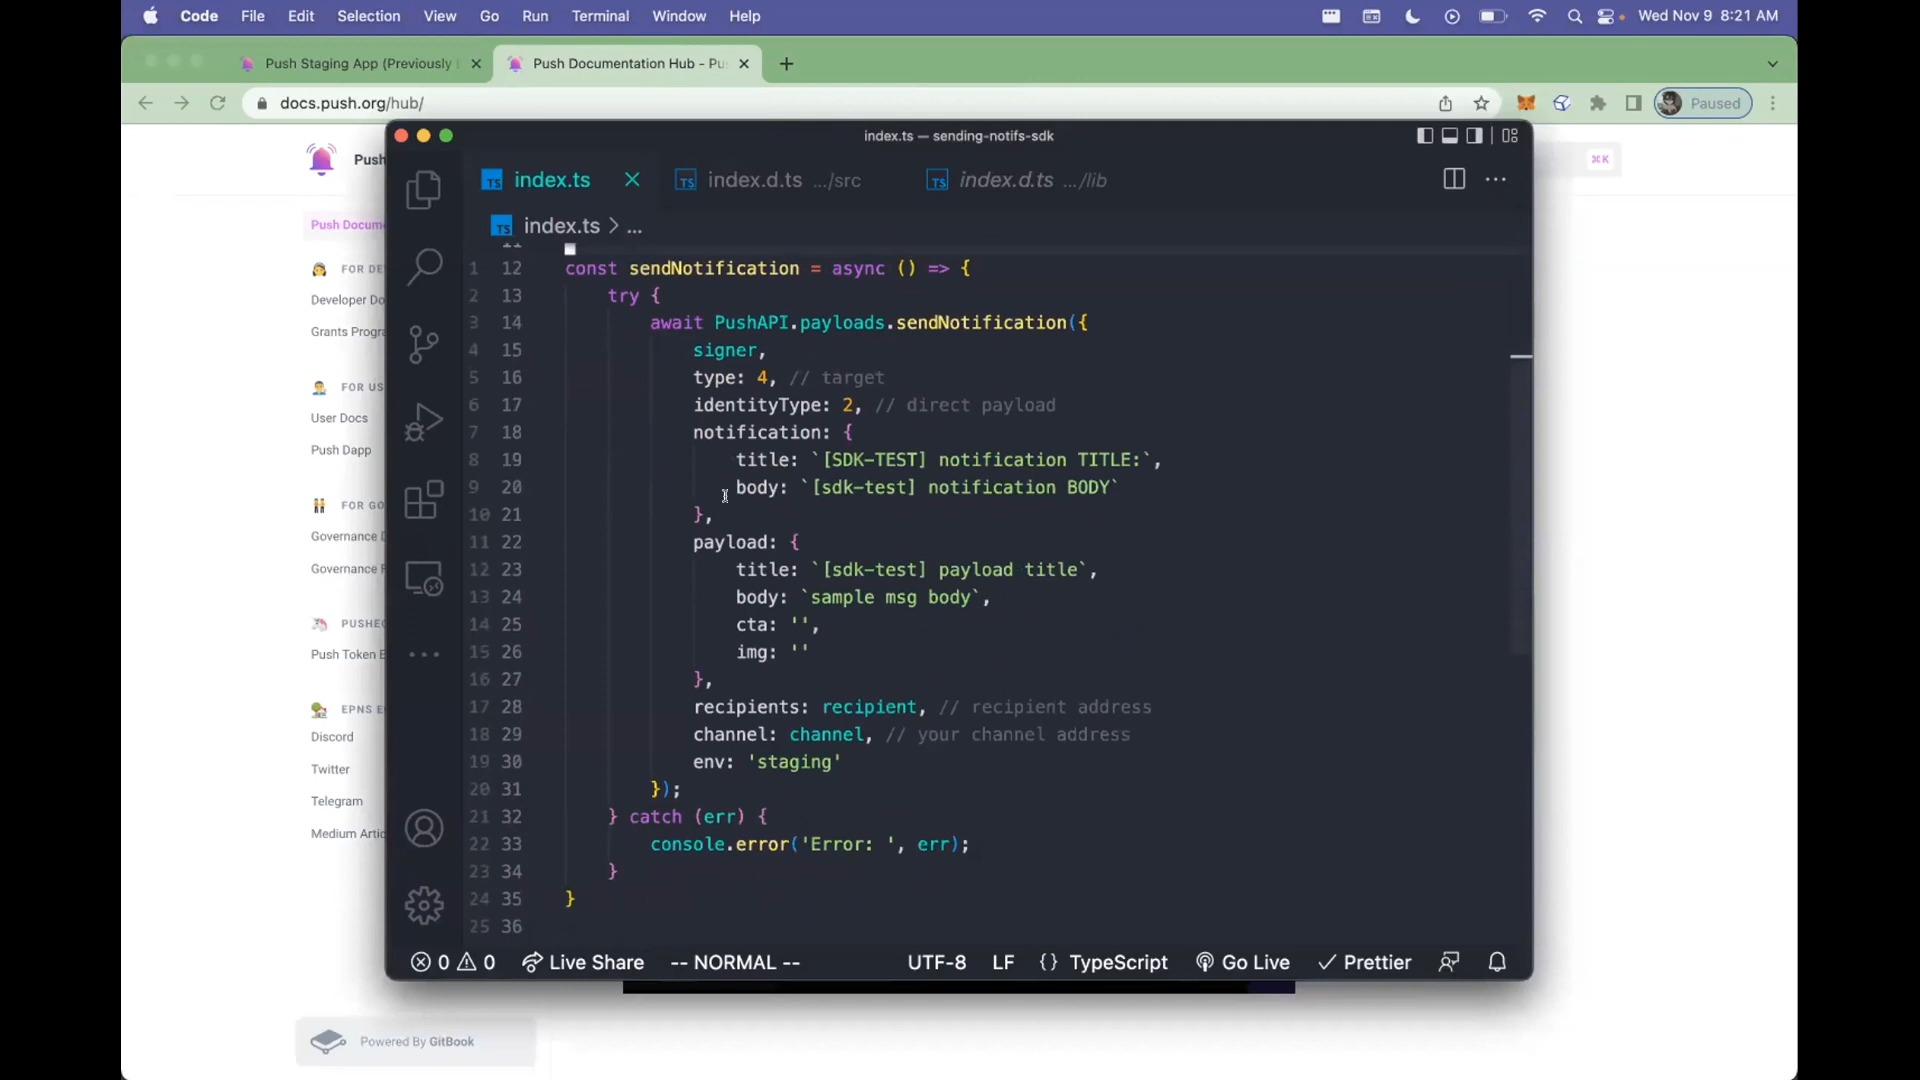 Code File Edit Selection View Go Run Terminal Window Help Wed Nov 9 8:21 AM
Push Staging App (Previously Push Documentation Hub - Pu
docs.push.org/hub/ Paused
index.ts — sending-notifs-sdk
Push ⌘K
index.ts index.d.ts .../src index.d.ts .../lib
Push Docume
index.ts > ...
11
1 12 const sendNotification = async () => {
2 13 try {
3 14 await PushAPI.payloads.sendNotification({
4 15 signer,
5 16 type: 4, // target
6 17 identityType: 2, // direct payload
7 18 notification: {
8 19 title: `[SDK-TEST] notification TITLE:`,
9 20 body: `[sdk-test] notification BODY`
10 21 },
11 22 payload: {
12 23 title: `[sdk-test] payload title`,
13 24 body: `sample msg body`,
14 25 cta: '',
15 26 img: ''
16 27 },
17 28 recipients: recipient, // recipient address
18 29 channel: channel, // your channel address
19 30 env: 'staging'
20 31 });
21 32 } catch (err) {
22 33 console.error('Error: ', err);
23 34 }
24 35 }
25 36
FOR DE
Developer Do
Grants Progra
FOR US
User Docs
Push Dapp
FOR GO
Governance D
Governance F
PUSHEC
Push Token E
EPNS E
Discord
Twitter
Telegram
Medium Artic
0 0 Live Share -- NORMAL -- UTF-8 LF {} TypeScript Go Live Prettier
Powered By GitBook